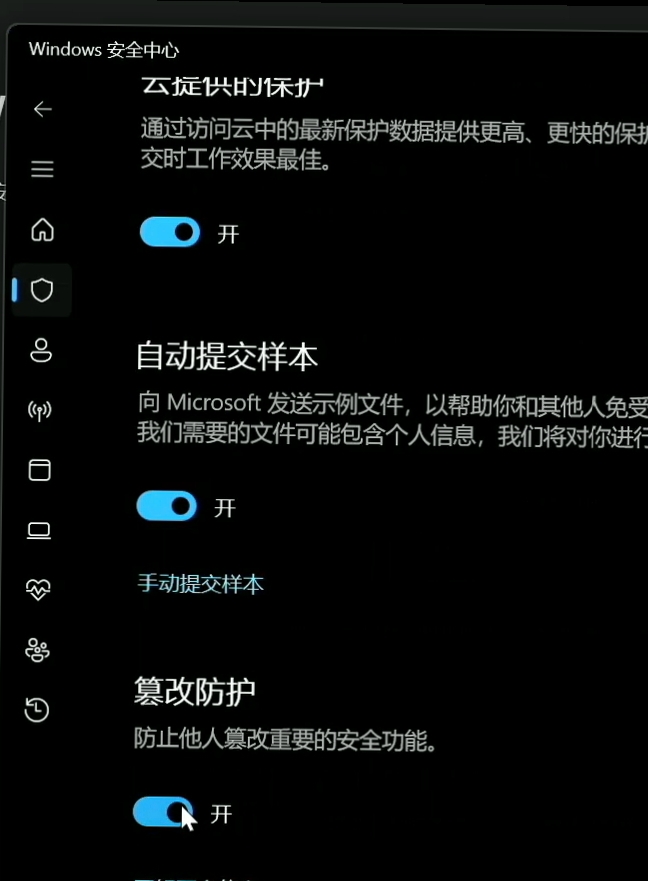 Windows 安全中心
云提供的保护
通过访问云中的最新保护数据提供更高、更快的保护
交时工作效果最佳。
开
自动提交样本
向 Microsoft 发送示例文件，以帮助你和其他人免受
我们需要的文件可能包含个人信息，我们将对你进行
开
手动提交样本
篡改防护
防止他人篡改重要的安全功能。
开